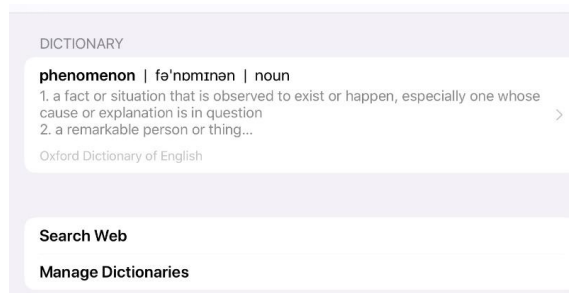 DICTIONARY
phenomenon | fəˈnɒmɪnən | noun
1. a fact or situation that is observed to exist or happen, especially one whose
cause or explanation is in question
2. a remarkable person or thing...
Oxford Dictionary of English
Search Web
Manage Dictionaries